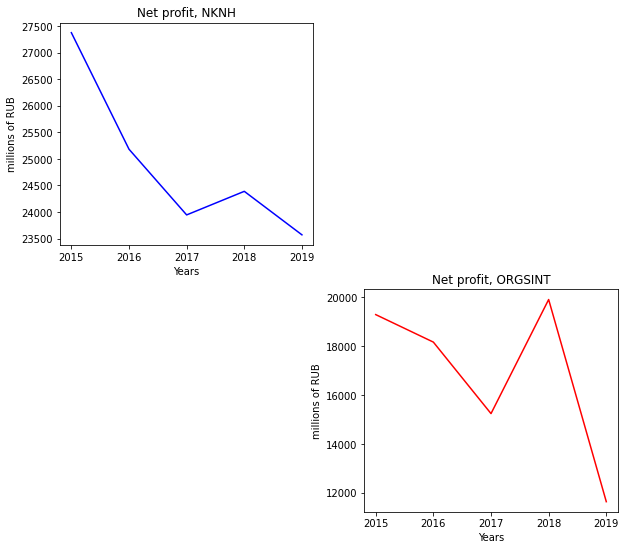 Net profit, NKNH
27500
27000
26500
26000
25500
25000
24500
24000
23500
millions of RUB
2015 2016 2017 2018 2019
Years
Net profit, ORGSINT
20000
18000
16000
14000
12000
millions of RUB
2015 2016 2017 2018 2019
Years